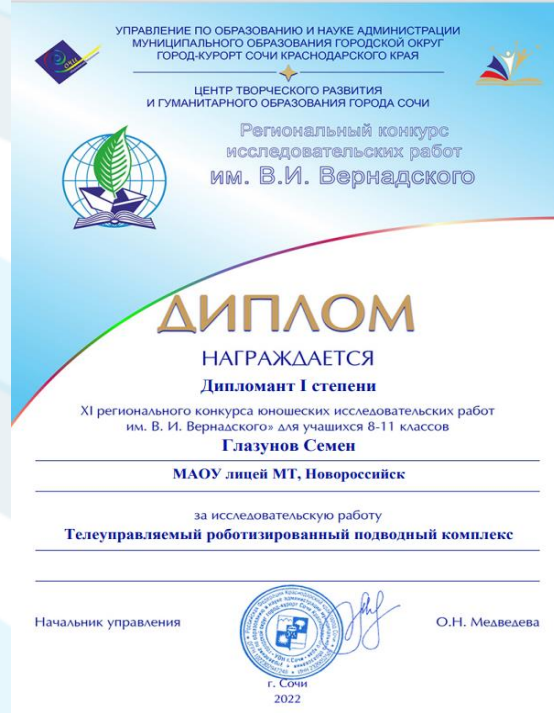 УПРАВЛЕНИЕ ПО ОБРАЗОВАНИЮ И НАУКЕ АДМИНИСТРАЦИИ
МУНИЦИПАЛЬНОГО ОБРАЗОВАНИЯ ГОРОДСКОЙ ОКРУГ
ГОРОД-КУРОРТ СОЧИ КРАСНОДАРСКОГО КРАЯ
ЦЕНТР ТВОРЧЕСКОГО РАЗВИТИЯ
И ГУМАНИТАРНОГО ОБРАЗОВАНИЯ ГОРОДА СОЧИ
Региональный конкурс
исследовательских работ
им. В.И. Вернадского
ДИПЛОМ
НАГРАЖДАЕТСЯ
Дипломант I степени
XI регионального конкурса юношеских исследовательских работ
им. В. И. Вернадского» для учащихся 8-11 классов
Глазунов Семен
МАОУ лицей МТ, Новороссийск
за исследовательскую работу
Телеуправляемый роботизированный подводный комплекс
Начальник управления
О.Н. Медведева
г. Сочи
2022